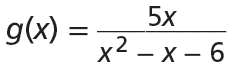 g(x) = 5x / (x² − x − 6)